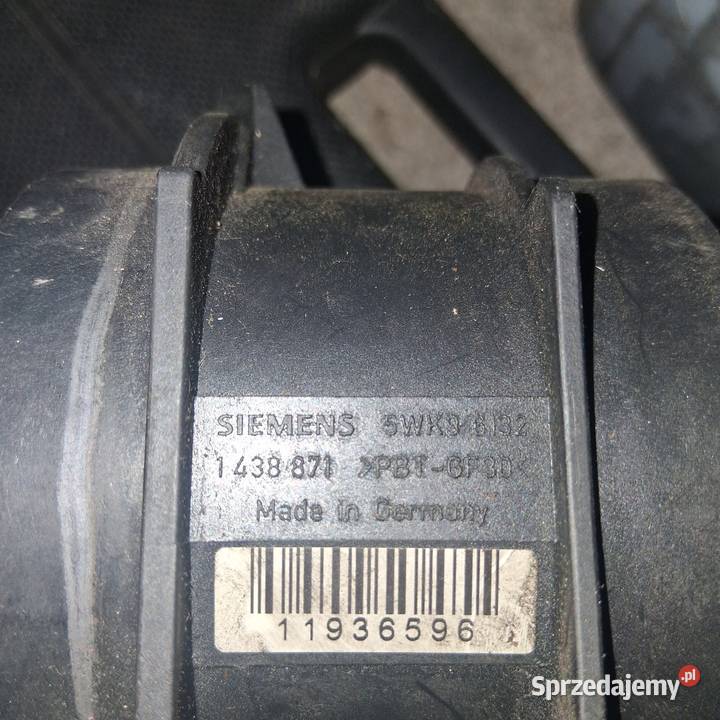 SIEMENS 5WK9 6132
1 438 871 >PBT-GF30<
Made in Germany
11936596
Sprzedajemy.pl